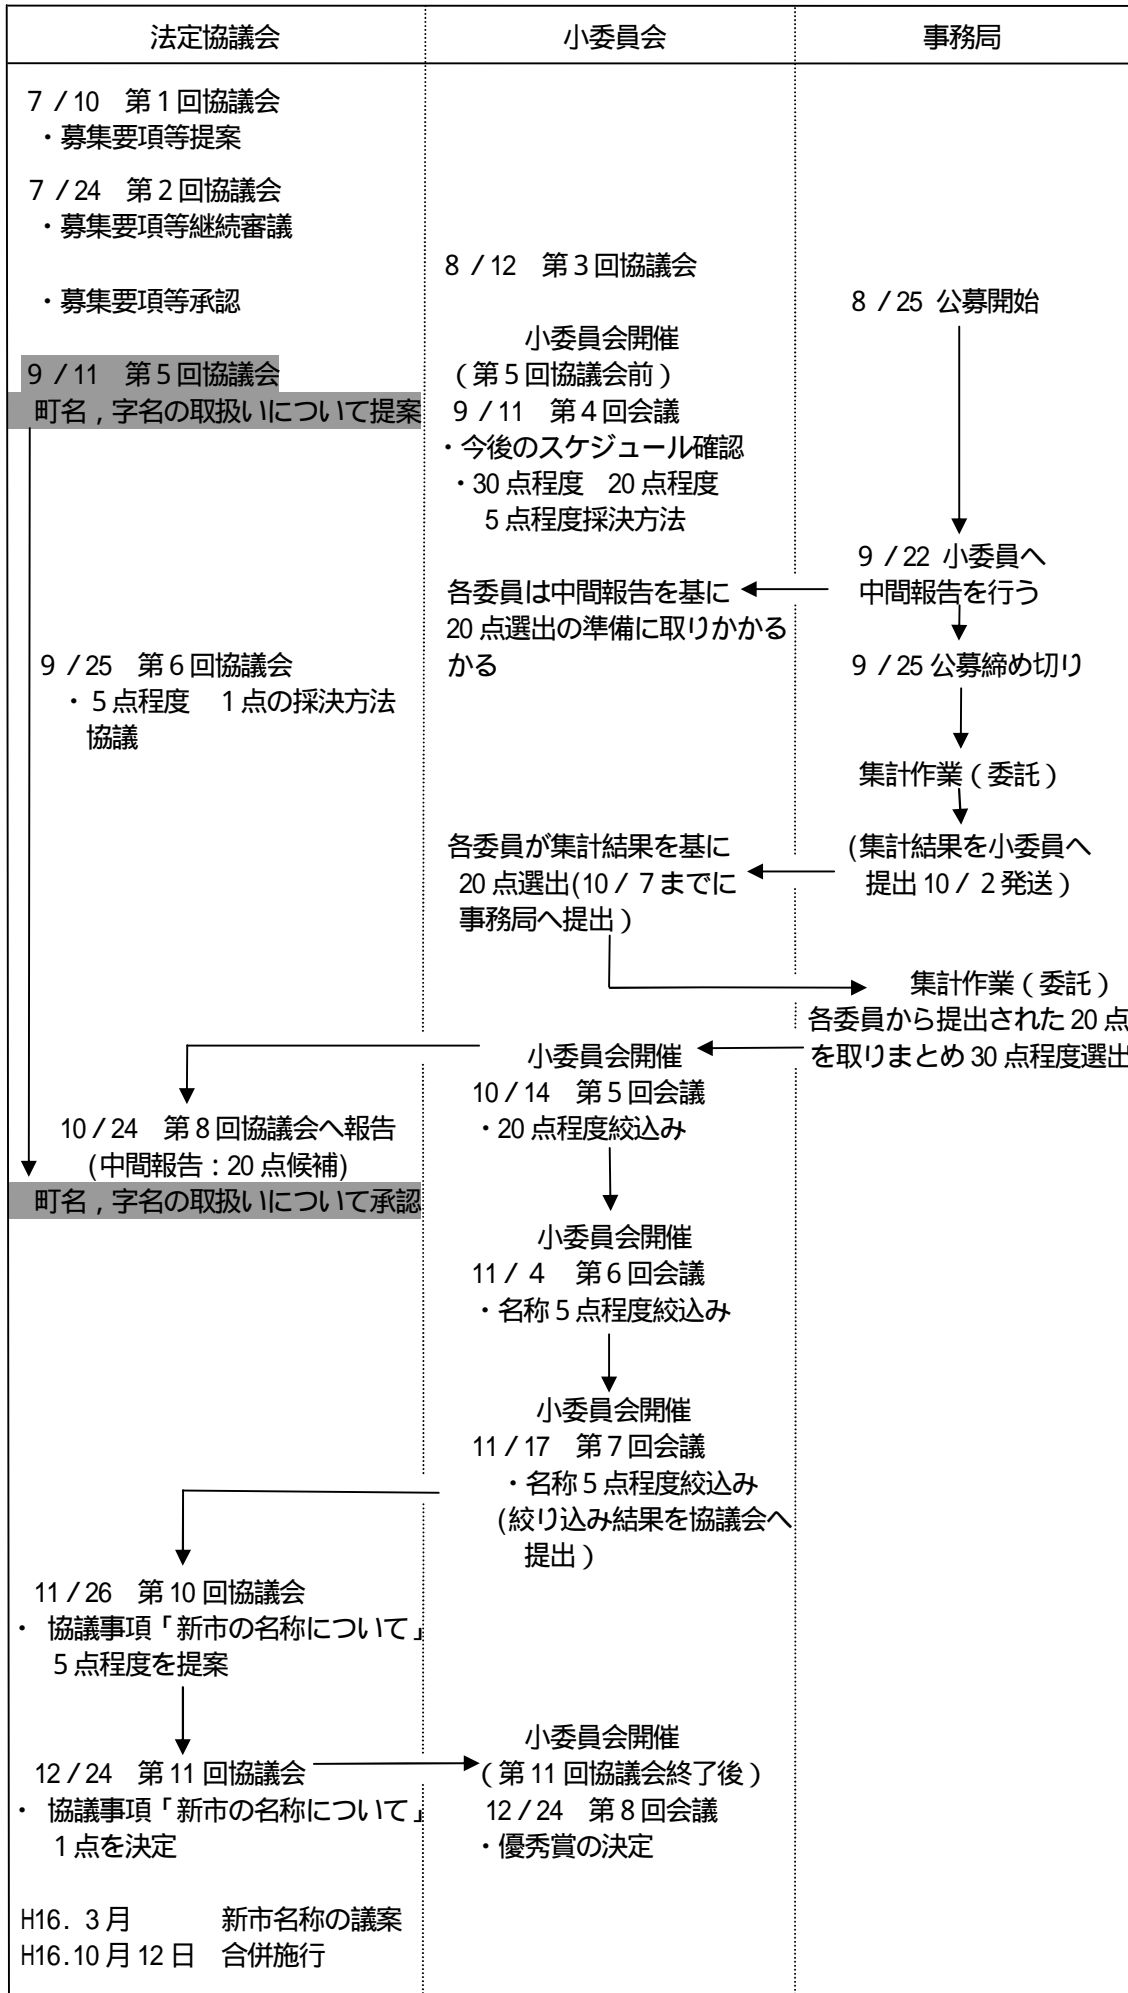 法定協議会
小委員会
事務局
7／10　第1回協議会
・募集要項等提案
7／24　第2回協議会
・募集要項等継続審議
・募集要項等承認
9／11　第5回協議会
町名，字名の取扱いについて提案
9／25　第6回協議会
・5点程度　1点の採決方法
協議
10／24　第8回協議会へ報告
(中間報告：20点候補)
町名，字名の取扱いについて承認
11／26　第10回協議会
・　協議事項「新市の名称について」
5点程度を提案
12／24　第11回協議会
・　協議事項「新市の名称について」
1点を決定
H16. 3月　　　新市名称の議案
H16.10月12日　合併施行
8／12　第3回協議会
小委員会開催
（第5回協議会前）
9／11　第4回会議
・今後のスケジュール確認
・30点程度　20点程度
5点程度採決方法
各委員は中間報告を基に
20点選出の準備に取りかかる
かる
各委員が集計結果を基に
20点選出(10／7までに
事務局へ提出）
小委員会開催
10／14　第5回会議
・20点程度絞込み
小委員会開催
11／4　第6回会議
・名称5点程度絞込み
小委員会開催
11／17　第7回会議
・名称5点程度絞込み
(絞り込み結果を協議会へ
提出）
小委員会開催
（第11回協議会終了後）
12／24　第8回会議
・優秀賞の決定
8／25 公募開始
9／22 小委員へ
中間報告を行う
9／25公募締め切り
集計作業（委託）
(集計結果を小委員へ
提出10／2発送）
集計作業（委託）
各委員から提出された20点
を取りまとめ30点程度選出